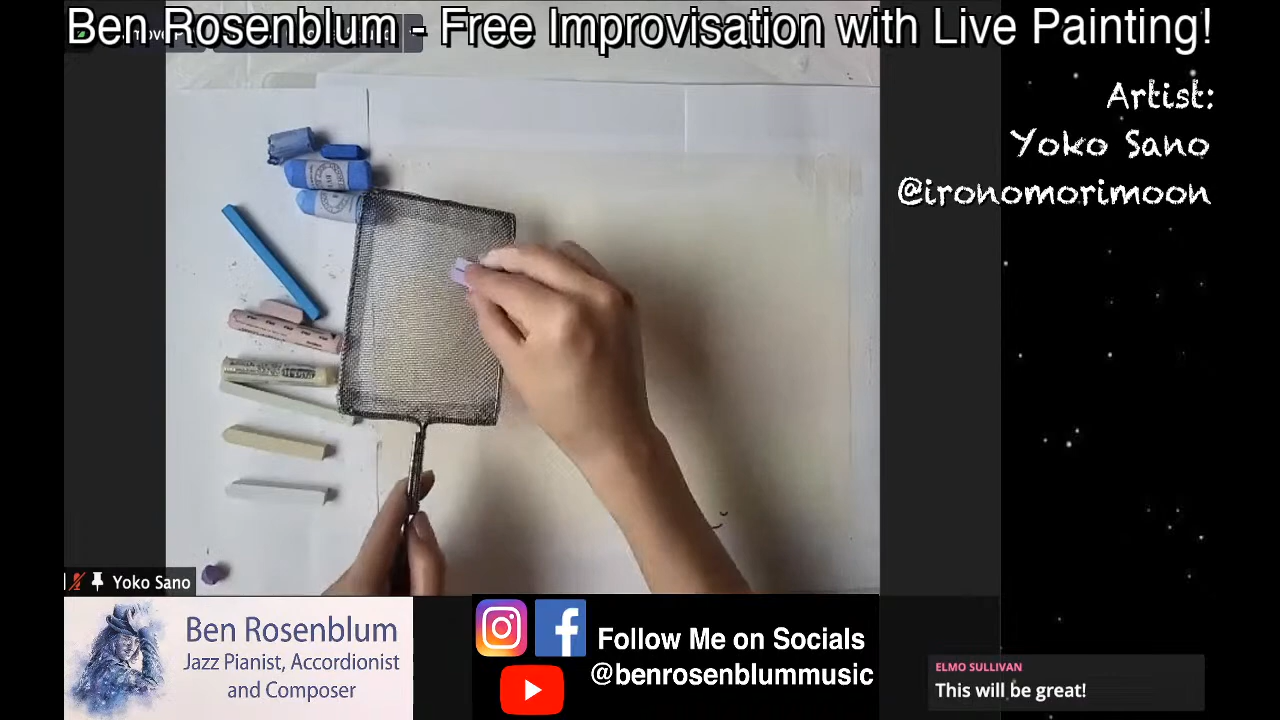 Ben Rosenblum - Free Improvisation with Live Painting!
Artist:
Yoko Sano
@ironomorimoon
Yoko Sano
Ben Rosenblum
Jazz Pianist, Accordionist
and Composer
Follow Me on Socials
@benrosenblummusic
ELMO SULLIVAN
This will be great!